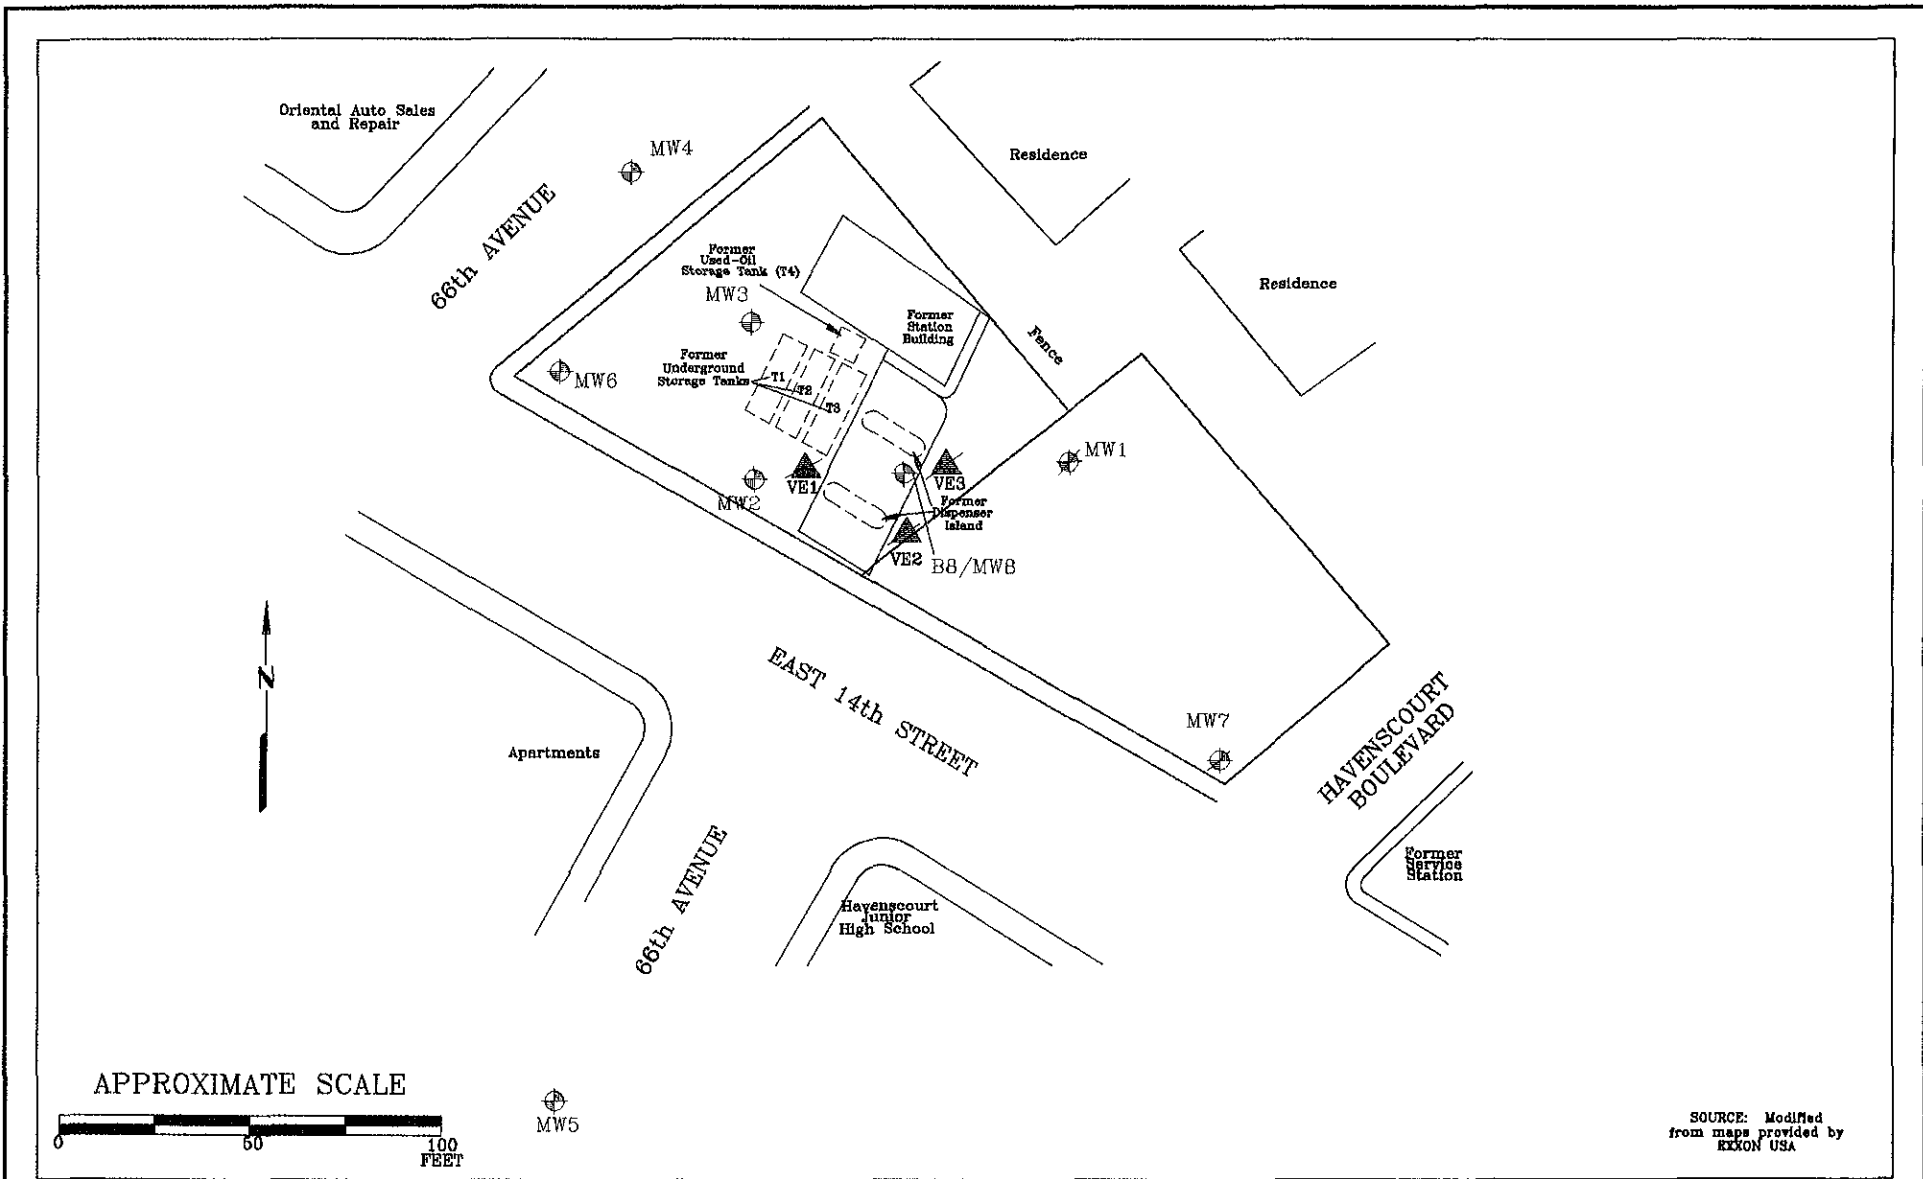 Oriental Auto Sales
and Repair
MW4
66th AVENUE
Residence
Residence
Former
Used-Oil
Storage Tank (T4)
MW3
Former
Station
Building
Fence
Former
Underground
Storage Tanks
T1
T2
T3
MW6
MW1
MW2
VE1
VE3
Former
Dispenser
Island
VE2
B8/MW8
EAST 14th STREET
MW7
HAVENSCOURT
BOULEVARD
Apartments
N
66th AVENUE
Havenscourt
Junior
High School
Former
Service
Station
APPROXIMATE SCALE
0
50
100
FEET
MW5
SOURCE: Modified
from maps provided by
EXXON USA